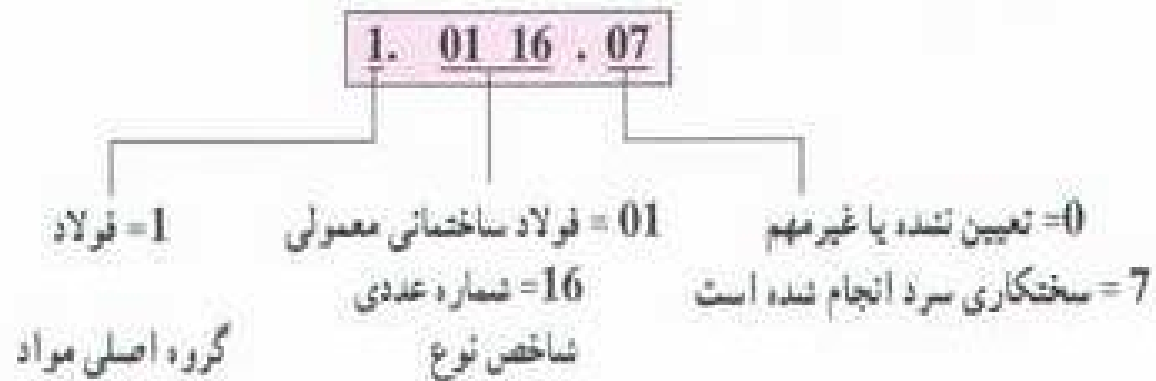 1. 01 16 . 07
1= فولاد
01 = فولاد ساختمانی معمولی
0= تعیین نشده یا غیرمهم
16= شماره عددی
7 = سختکاری سرد انجام شده است
گروه اصلی مواد
شاخص نوع